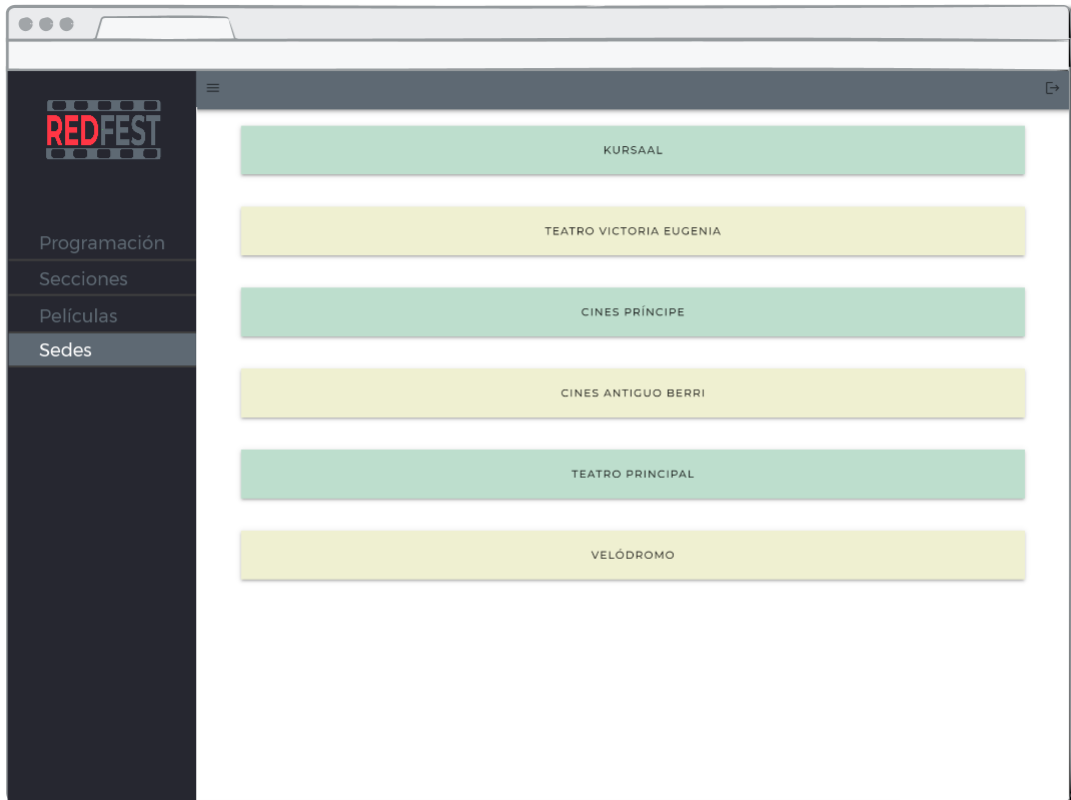 REDFEST
Programación
Secciones
Películas
Sedes
KURSAAL
TEATRO VICTORIA EUGENIA
CINES PRÍNCIPE
CINES ANTIGUO BERRI
TEATRO PRINCIPAL
VELÓDROMO